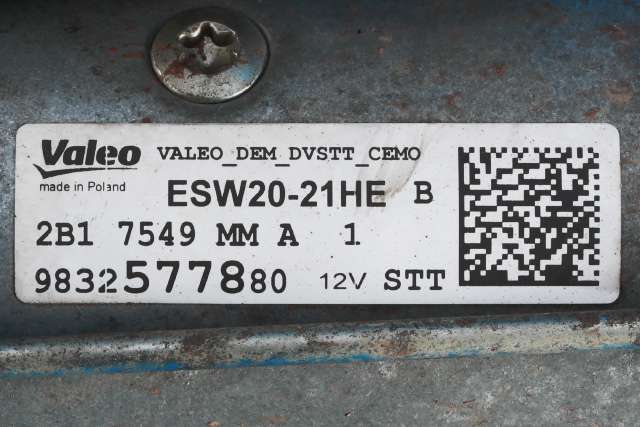 Valeo VALEO_DEM_DVSTT_CEMO
made in Poland ESW20-21HE B
2B1 7549 MM A 1
9832577880 12V STT